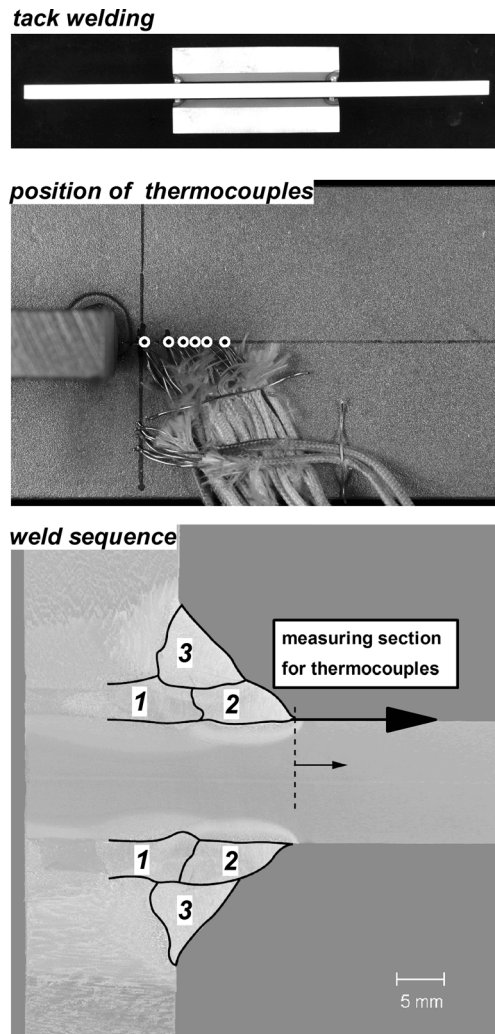 tack welding
position of thermocouples
weld sequence
measuring section
for thermocouples
3
1
2
1
2
3
5 mm